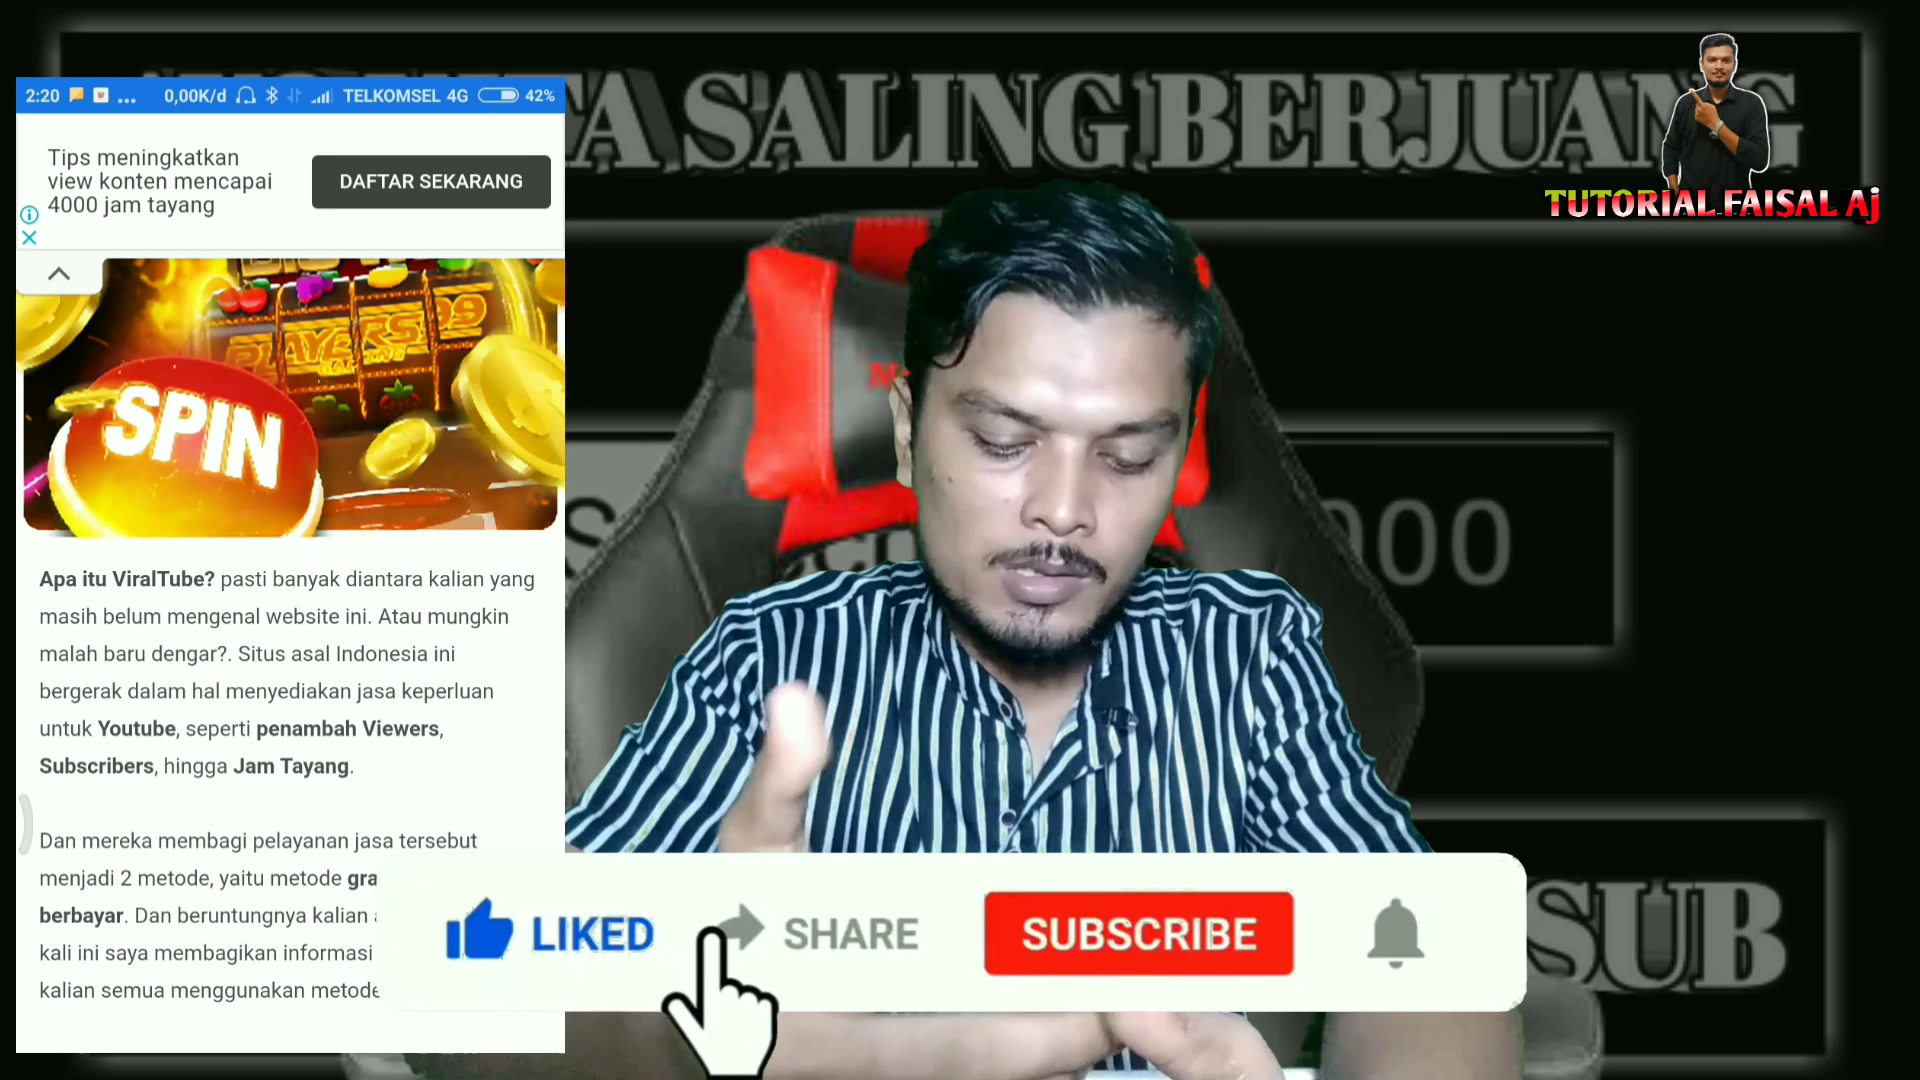 SALING BERJUANG
TUTORIAL FAISAL Aj
2:20 ... 0,00K/d TELKOMSEL 4G 42%
Tips meningkatkan
view konten mencapai
4000 jam tayang
DAFTAR SEKARANG
PLAYERS99
SPIN
000
Apa itu ViralTube? pasti banyak diantara kalian yang
masih belum mengenal website ini. Atau mungkin
malah baru dengar?. Situs asal Indonesia ini
bergerak dalam hal menyediakan jasa keperluan
untuk Youtube, seperti penambah Viewers,
Subscribers, hingga Jam Tayang.
Dan mereka membagi pelayanan jasa tersebut
menjadi 2 metode, yaitu metode gra
berbayar. Dan beruntungnya kalian
kali ini saya membagikan informasi
kalian semua menggunakan metode
LIKED SHARE SUBSCRIBE
SUB